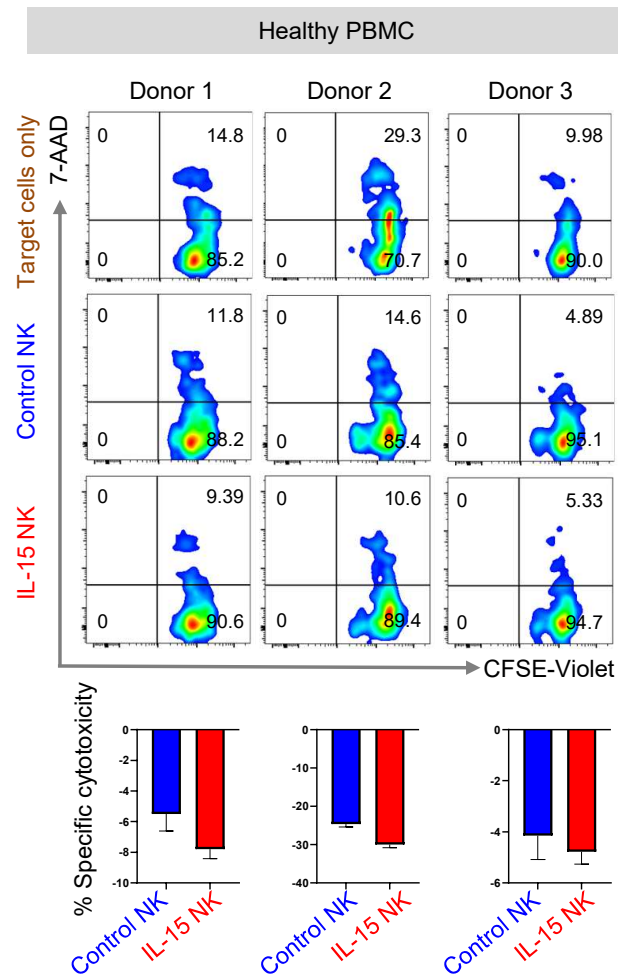 Healthy PBMC
Donor 1 Donor 2 Donor 3
Target cells only
7-AAD
0 14.8 0 29.3 0 9.98
0 85.2 0 70.7 0 90.0
Control NK
0 11.8 0 14.6 0 4.89
0 88.2 0 85.4 0 95.1
IL-15 NK
0 9.39 0 10.6 0 5.33
0 90.6 0 89.4 0 94.7
CFSE-Violet
% Specific cytotoxicity
0
-2
-4
-6
-8
-10
Control NK
IL-15 NK
0
-10
-20
-30
-40
Control NK
IL-15 NK
0
-2
-4
-6
Control NK
IL-15 NK